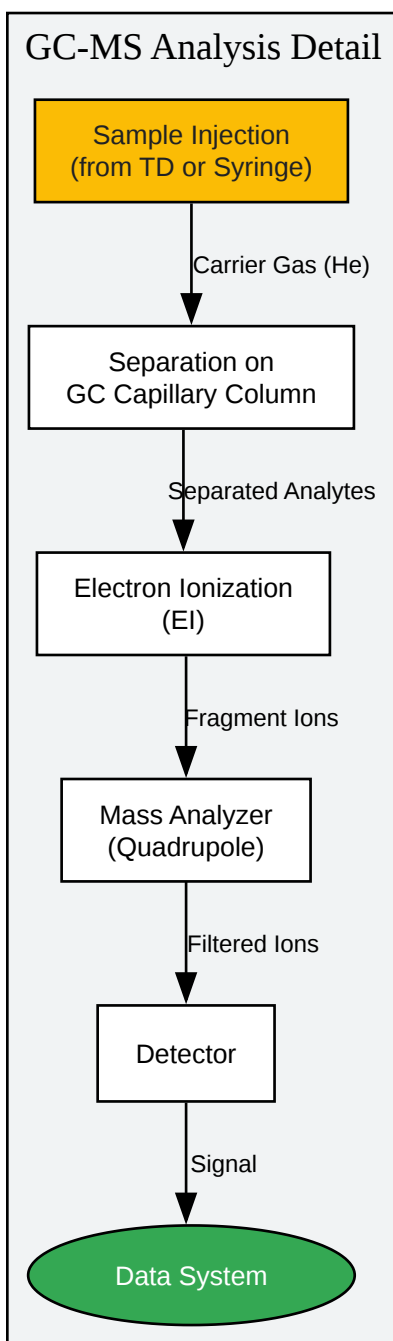 GC-MS Analysis Detail
Sample Injection
(from TD or Syringe)
Carrier Gas (He)
Separation on
GC Capillary Column
Separated Analytes
Electron Ionization
(EI)
Fragment Ions
Mass Analyzer
(Quadrupole)
Filtered Ions
Detector
Signal
Data System